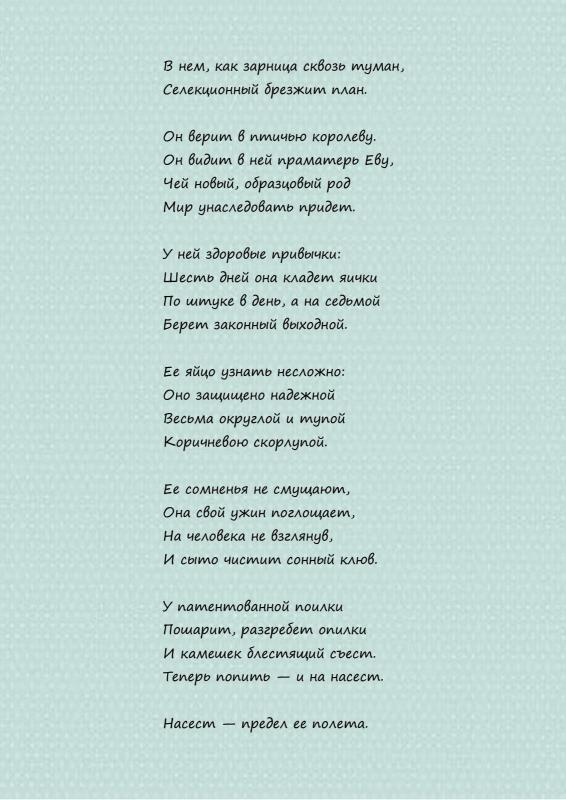 В нем, как зарница сквозь туман,
Селекционный брезжит план.
Он верит в птичью королеву.
Он видит в ней праматерь Еву,
Чей новый, образцовый род
Мир унаследовать придет.
У ней здоровые привычки:
Шесть дней она кладет яички
По штуке в день, а на седьмой
Берет законный выходной.
Ее яйцо узнать несложно:
Оно защищено надежной
Весьма округлой и тупой
Коричневою скорлупой.
Ее сомненья не смущают,
Она свой ужин поглощает,
На человека не взглянув,
И сыто чистит сонный клюв.
У патентованной поилки
Пошарит, разгребет опилки
И камешек блестящий съест.
Теперь попить — и на насест.
Насест — предел ее полета.